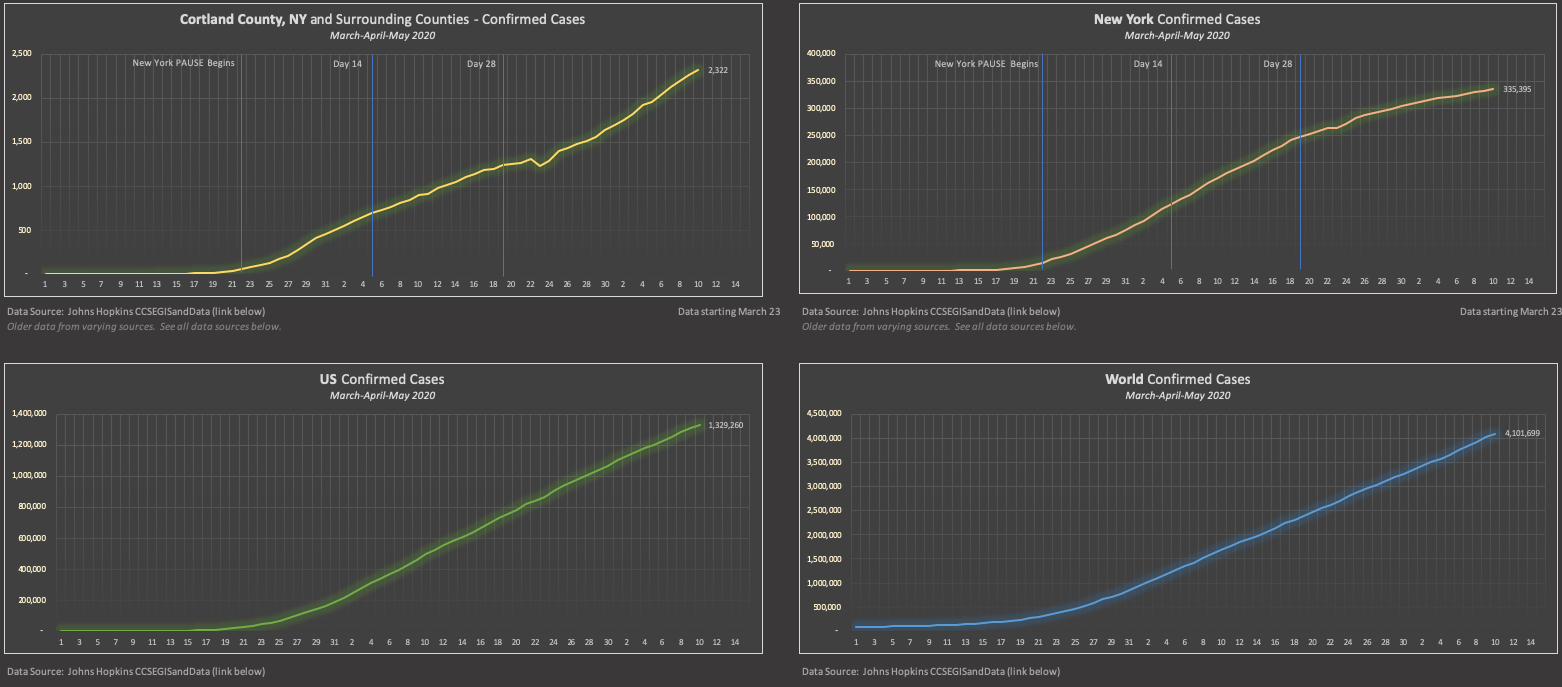 Cortland County, NY and Surrounding Counties - Confirmed Cases
March-April-May 2020
2,500
2,000
1,500
1,000
500
-
New York PAUSE Begins
Day 14
Day 28
2,322
1 3 5 7 9 11 13 15 17 19 21 23 25 27 29 31 2 4 6 8 10 12 14 16 18 20 22 24 26 28 30 2 4 6 8 10 12 14
Data Source: Johns Hopkins CCSEGISandData (link below)
Data starting March 23
Older data from varying sources. See all data sources below.
New York Confirmed Cases
March-April-May 2020
400,000
350,000
300,000
250,000
200,000
150,000
100,000
50,000
-
New York PAUSE Begins
Day 14
Day 28
335,395
1 3 5 7 9 11 13 15 17 19 21 23 25 27 29 31 2 4 6 8 10 12 14 16 18 20 22 24 26 28 30 2 4 6 8 10 12 14
Data Source: Johns Hopkins CCSEGISandData (link below)
Data starting March 23
Older data from varying sources. See all data sources below.
US Confirmed Cases
March-April-May 2020
1,400,000
1,200,000
1,000,000
800,000
600,000
400,000
200,000
-
1,329,260
1 3 5 7 9 11 13 15 17 19 21 23 25 27 29 31 2 4 6 8 10 12 14 16 18 20 22 24 26 28 30 2 4 6 8 10 12 14
Data Source: Johns Hopkins CCSEGISandData (link below)
World Confirmed Cases
March-April-May 2020
4,500,000
4,000,000
3,500,000
3,000,000
2,500,000
2,000,000
1,500,000
1,000,000
500,000
-
4,101,699
1 3 5 7 9 11 13 15 17 19 21 23 25 27 29 31 2 4 6 8 10 12 14 16 18 20 22 24 26 28 30 2 4 6 8 10 12 14
Data Source: Johns Hopkins CCSEGISandData (link below)